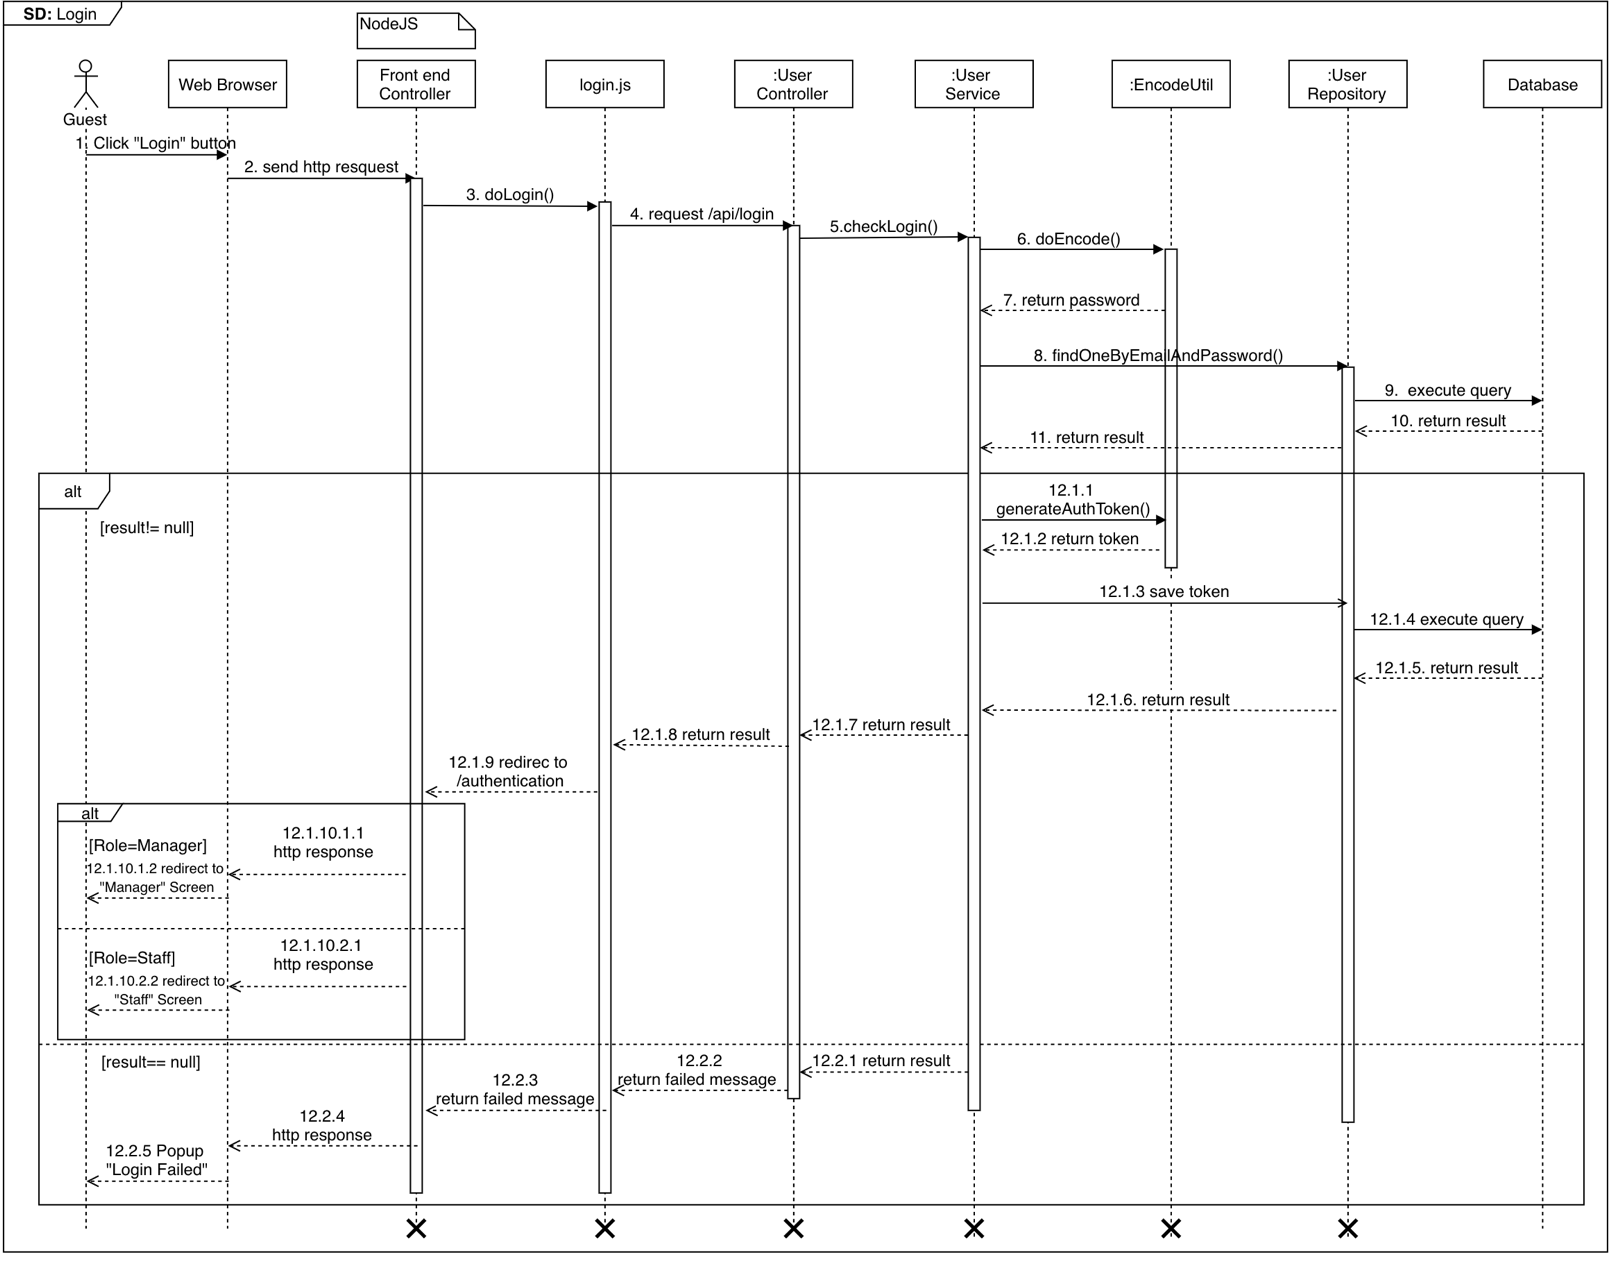 SD: Login
NodeJS
Guest
Web Browser
Front end
Controller
login.js
:User
Controller
:User
Service
:EncodeUtil
:User
Repository
Database
1. Click "Login" button
2. send http resquest
3. doLogin()
4. request /api/login
5.checkLogin()
6. doEncode()
7. return password
8. findOneByEmailAndPassword()
9. execute query
10. return result
11. return result
alt
[result!= null]
12.1.1
generateAuthToken()
12.1.2 return token
12.1.3 save token
12.1.4 execute query
12.1.5. return result
12.1.6. return result
12.1.7 return result
12.1.8 return result
12.1.9 redirec to
/authentication
alt
[Role=Manager]
12.1.10.1.1
http response
12.1.10.1.2 redirect to
"Manager" Screen
[Role=Staff]
12.1.10.2.1
http response
12.1.10.2.2 redirect to
"Staff" Screen
[result== null]
12.2.1 return result
12.2.2
return failed message
12.2.3
return failed message
12.2.4
http response
12.2.5 Popup
"Login Failed"